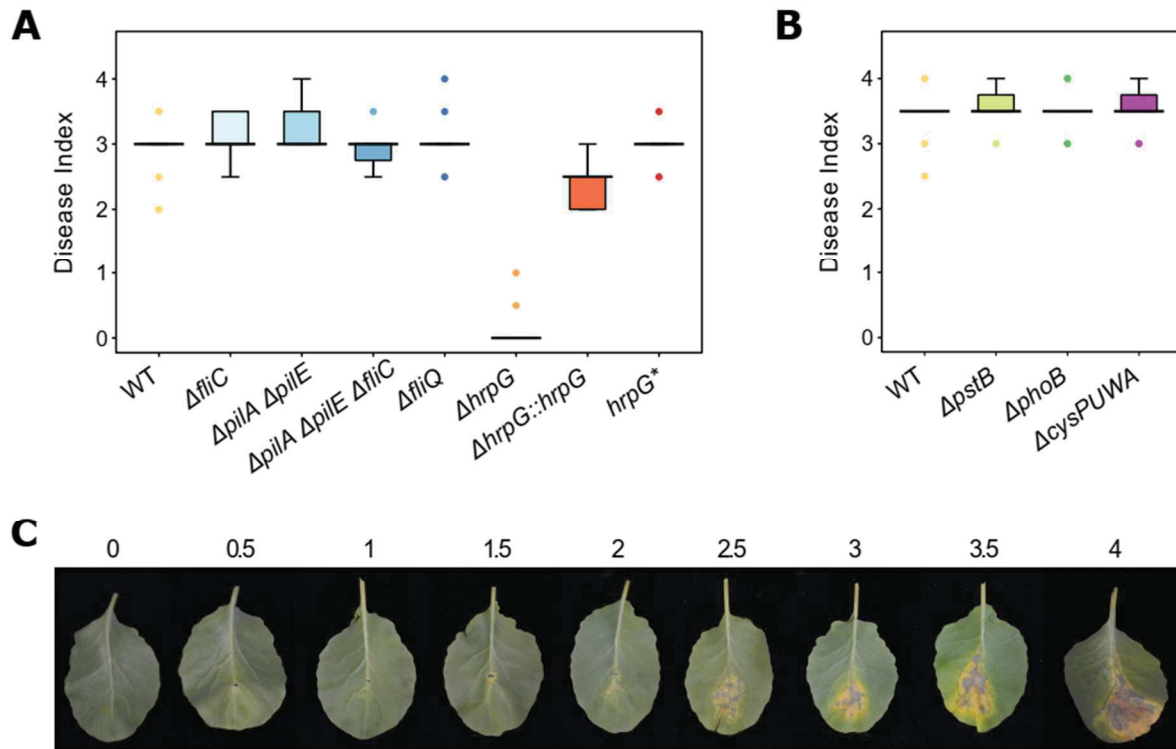 A
Disease Index
4
3
2
1
0
WT
ΔfliC
ΔpilA ΔpilE
ΔpilA ΔpilE ΔfliC
ΔfliQ
ΔhrpG
ΔhrpG::hrpG
hrpG*
B
Disease Index
4
3
2
1
0
WT
ΔpstB
ΔphoB
ΔcysPUWA
C
0 0.5 1 1.5 2 2.5 3 3.5 4